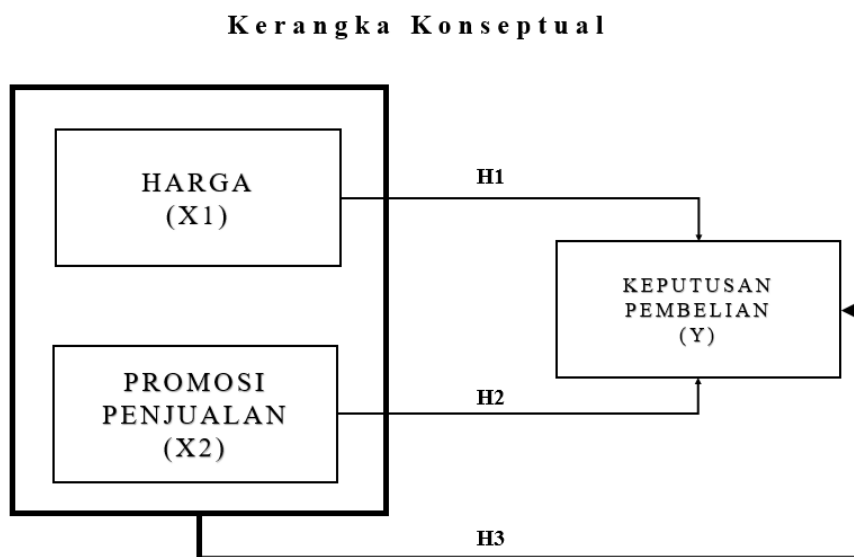 Kerangka Konseptual
HARGA
(X1)
H1
KEPUTUSAN
PEMBELIAN
(Y)
PROMOSI
PENJUALAN
(X2)
H2
H3